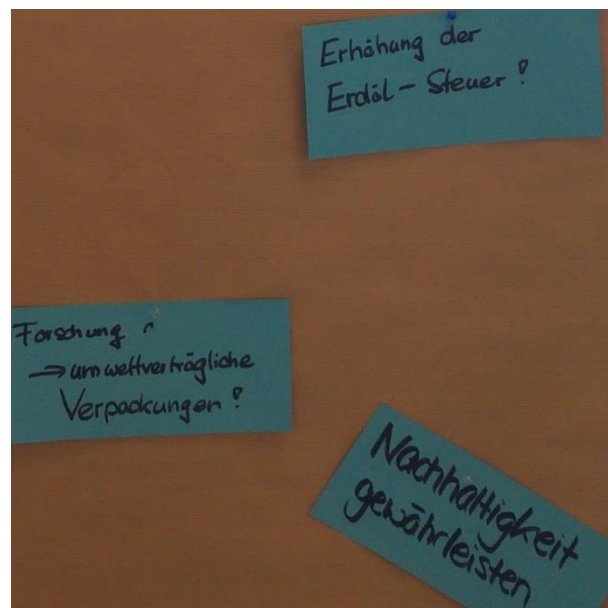 Erhöhung der
Erdöl - Steuer!
Forschung
→ umweltverträgliche
Verpackungen!
Nachhaltigkeit
gewährleisten